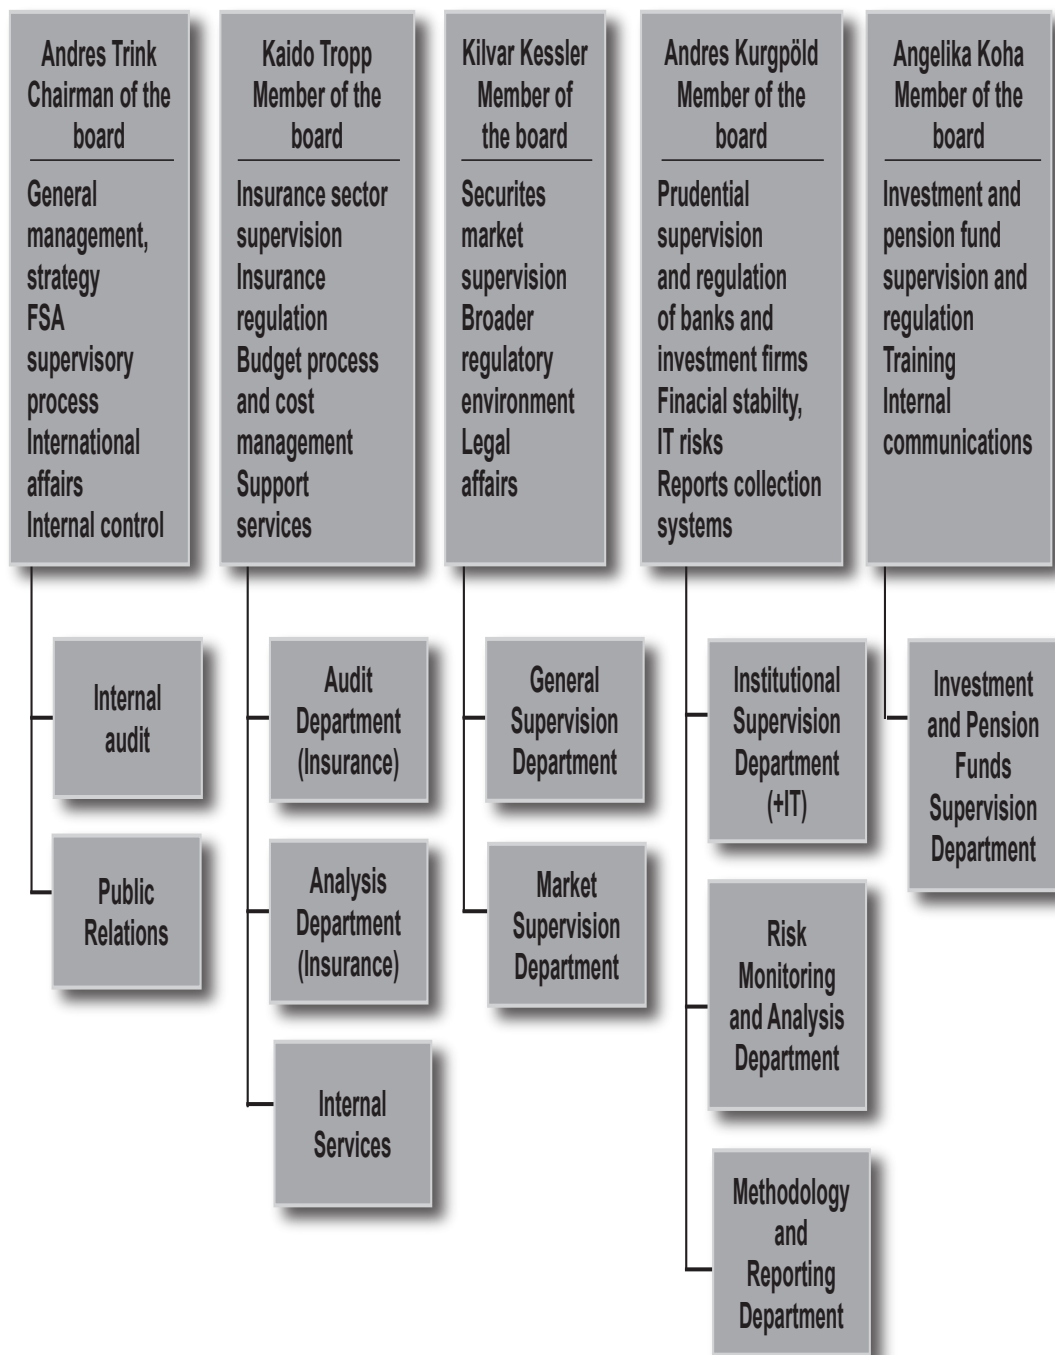 Andres Trink
Chairman of the
board
General
management,
strategy
FSA
supervisory
process
International
affairs
Internal control
Kaido Tropp
Member of the
board
Insurance sector
supervision
Insurance
regulation
Budget process
and cost
management
Support
services
Kilvar Kessler
Member of
the board
Securites
market
supervision
Broader
regulatory
environment
Legal
affairs
Andres Kurgpõld
Member of the
board
Prudential
supervision
and regulation
of banks and
investment firms
Finacial stabilty,
IT risks
Reports collection
systems
Angelika Koha
Member of the
board
Investment and
pension fund
supervision and
regulation
Training
Internal
communications
Internal
audit
Public
Relations
Audit
Department
(Insurance)
Analysis
Department
(Insurance)
Internal
Services
General
Supervision
Department
Market
Supervision
Department
Institutional
Supervision
Department
(+IT)
Risk
Monitoring
and Analysis
Department
Methodology
and
Reporting
Department
Investment
and Pension
Funds
Supervision
Department